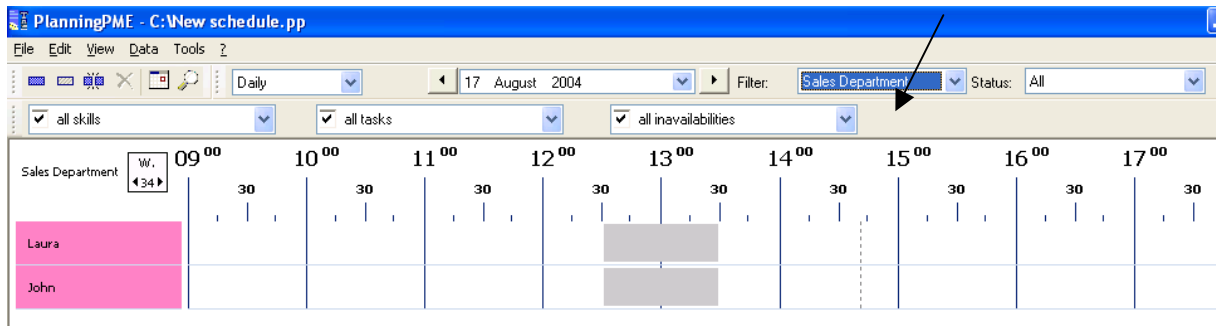 PlanningPME - C:\New schedule.pp
File Edit View Data Tools ?
Daily 17 August 2004 Filter: Sales Department Status: All
all skills all tasks all inavailabilities
Sales Department W. 34 09 00 10 00 11 00 12 00 13 00 14 00 15 00 16 00 17 00
30 30 30 30 30 30 30 30 30
Laura
John